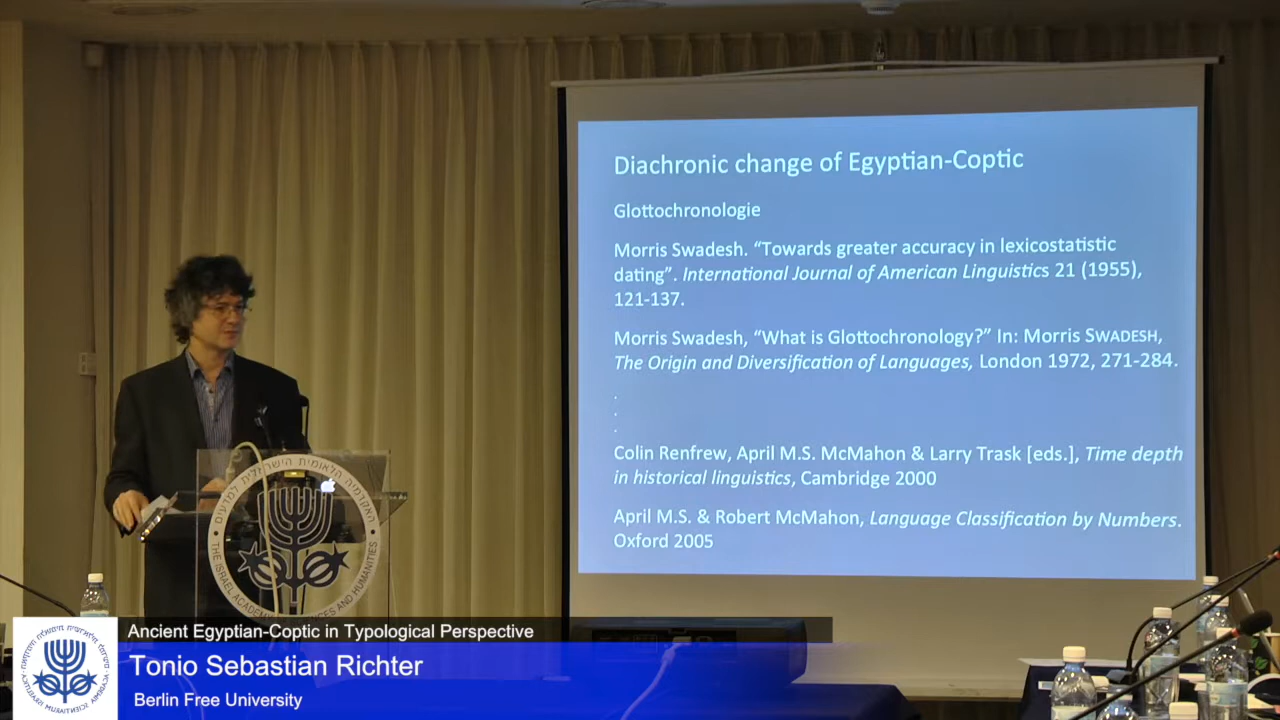 Diachronic change of Egyptian-Coptic
Glottochronologie
Morris Swadesh. “Towards greater accuracy in lexicostatistic
dating”. International Journal of American Linguistics 21 (1955),
121-137.
Morris Swadesh, “What is Glottochronology?” In: Morris SWADESH,
The Origin and Diversification of Languages, London 1972, 271-284.
.
.
.
Colin Renfrew, April M.S. McMahon & Larry Trask [eds.], Time depth
in historical linguistics, Cambridge 2000
April M.S. & Robert McMahon, Language Classification by Numbers.
Oxford 2005
האקדמיה הלאומית הישראלית למדעים
THE ISRAEL ACADEMY
AND HUMANITIES
Ancient Egyptian-Coptic in Typological Perspective
Tonio Sebastian Richter
Berlin Free University